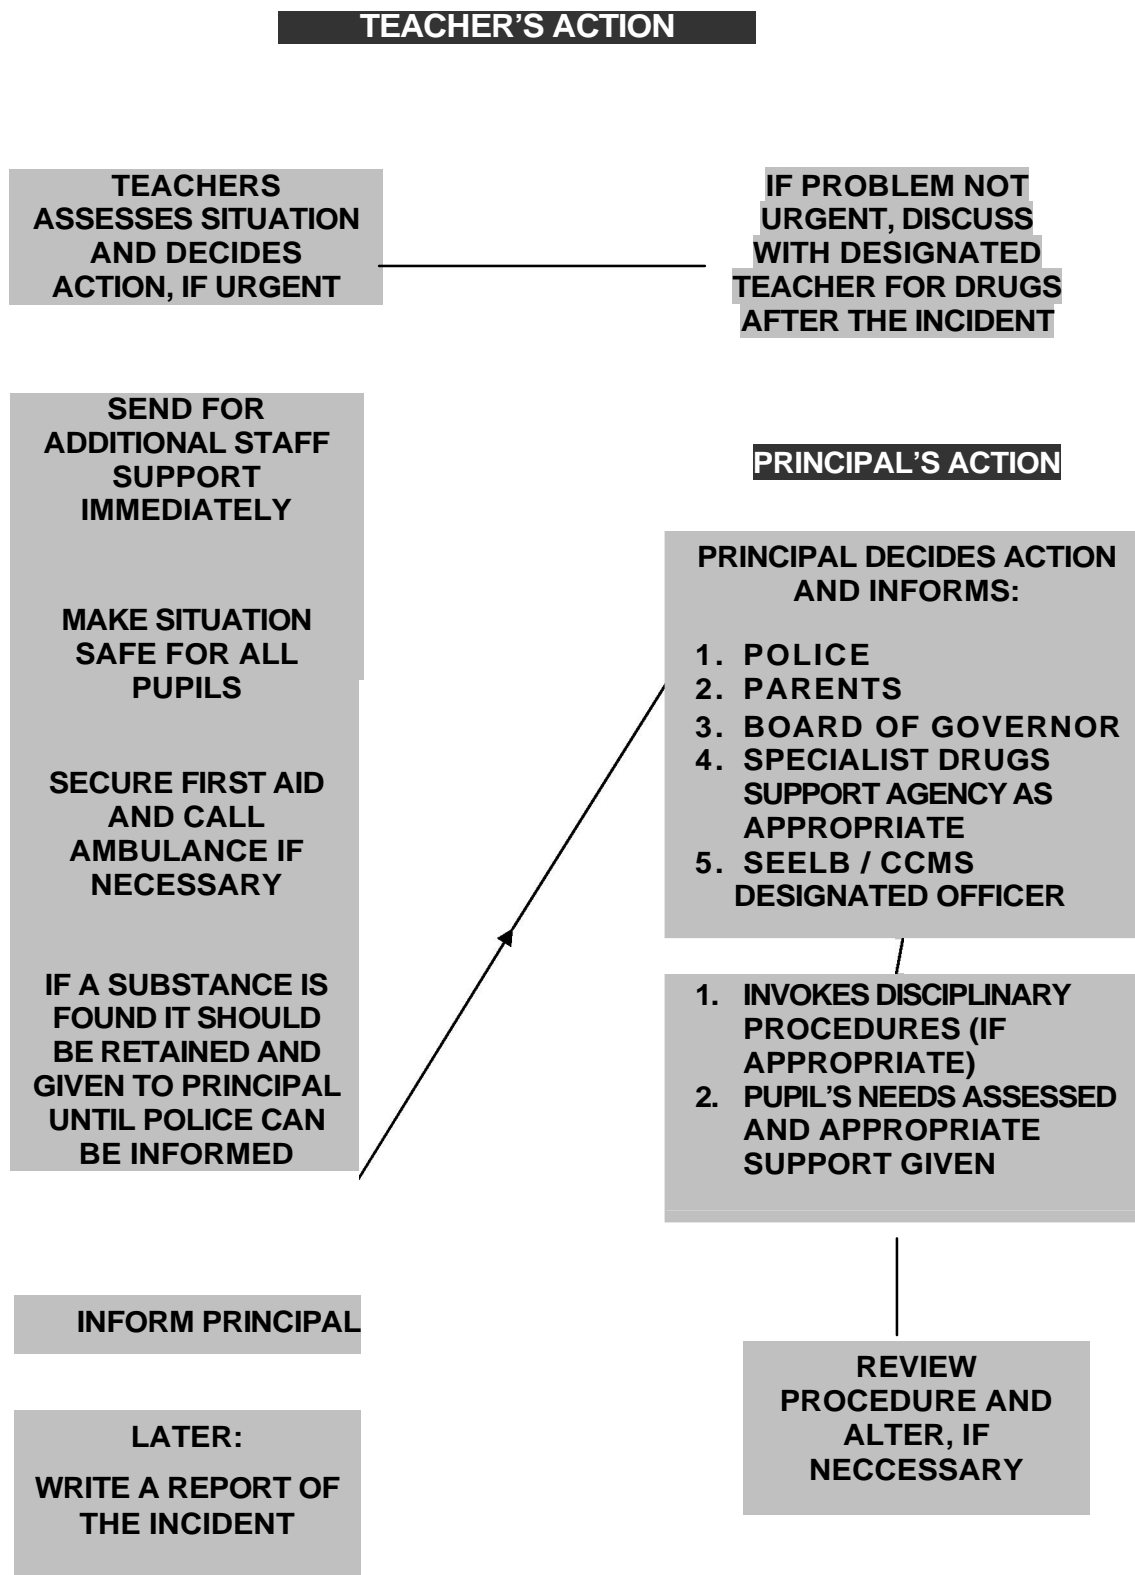 TEACHER'S ACTION
TEACHERS
ASSESSES SITUATION
AND DECIDES
ACTION, IF URGENT
IF PROBLEM NOT
URGENT, DISCUSS
WITH DESIGNATED
TEACHER FOR DRUGS
AFTER THE INCIDENT
SEND FOR
ADDITIONAL STAFF
SUPPORT
IMMEDIATELY
MAKE SITUATION
SAFE FOR ALL
PUPILS
SECURE FIRST AID
AND CALL
AMBULANCE IF
NECESSARY
IF A SUBSTANCE IS
FOUND IT SHOULD
BE RETAINED AND
GIVEN TO PRINCIPAL
UNTIL POLICE CAN
BE INFORMED
INFORM PRINCIPAL
LATER:
WRITE A REPORT OF
THE INCIDENT
PRINCIPAL'S ACTION
PRINCIPAL DECIDES ACTION
AND INFORMS:
1. POLICE
2. PARENTS
3. BOARD OF GOVERNOR
4. SPECIALIST DRUGS
SUPPORT AGENCY AS
APPROPRIATE
5. SEELB / CCMS
DESIGNATED OFFICER
1. INVOKES DISCIPLINARY
PROCEDURES (IF
APPROPRIATE)
2. PUPIL'S NEEDS ASSESSED
AND APPROPRIATE
SUPPORT GIVEN
REVIEW
PROCEDURE AND
ALTER, IF
NECCESSARY